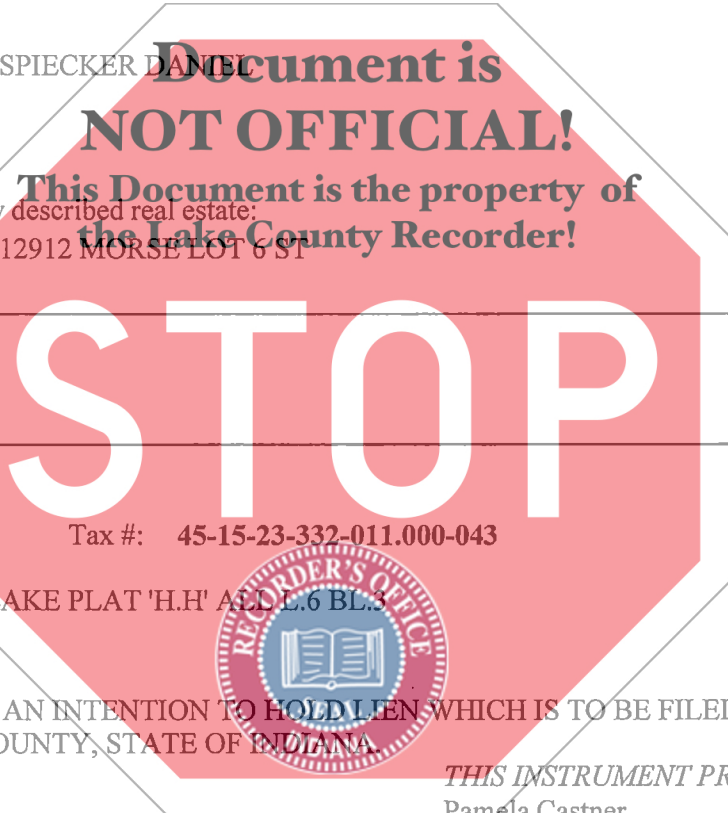 SPIECKER DANIEL
Document is
NOT OFFICIAL!
This Document is the property of
described real estate:
the Lake County Recorder!
12912 MORSE LOT 6 ST
STOP
Tax #: 45-15-23-332-011.000-043
RECORDER'S OFFICE
AKE PLAT 'H.H' ALL L.6 BL.3
SEAL
AN INTENTION TO HOLD LIEN WHICH IS TO BE FILED
OUNTY, STATE OF INDIANA.
INDIANA
THIS INSTRUMENT PR
Pamela Castner